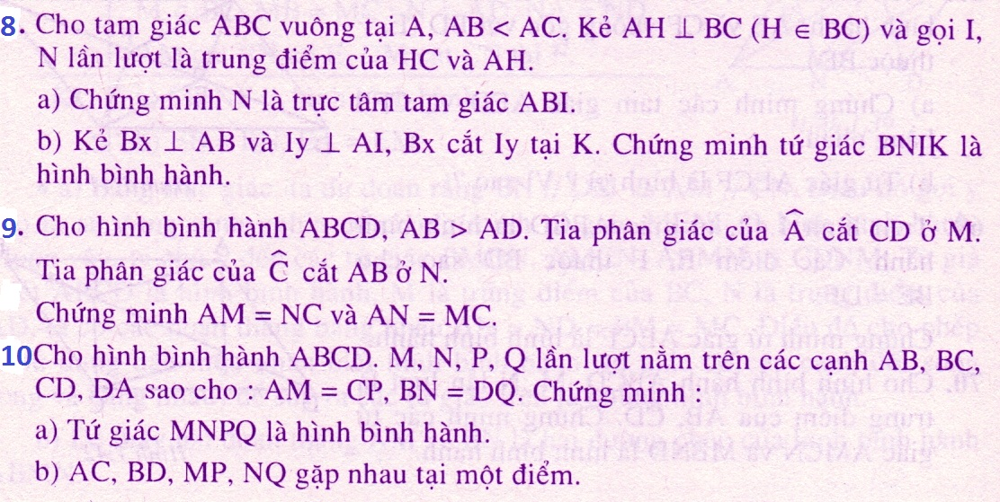 8. Cho tam giác ABC vuông tại A, AB < AC. Kẻ AH ⊥ BC (H ∈ BC) và gọi I,
N lần lượt là trung điểm của HC và AH.
a) Chứng minh N là trực tâm tam giác ABI.
b) Kẻ Bx ⊥ AB và Iy ⊥ AI, Bx cắt Iy tại K. Chứng minh tứ giác BNIK là
hình bình hành.
9. Cho hình bình hành ABCD, AB > AD. Tia phân giác của Â cắt CD ở M.
Tia phân giác của Ĉ cắt AB ở N.
Chứng minh AM = NC và AN = MC.
10Cho hình bình hành ABCD. M, N, P, Q lần lượt nằm trên các cạnh AB, BC,
CD, DA sao cho : AM = CP, BN = DQ. Chứng minh :
a) Tứ giác MNPQ là hình bình hành.
b) AC, BD, MP, NQ gặp nhau tại một điểm.